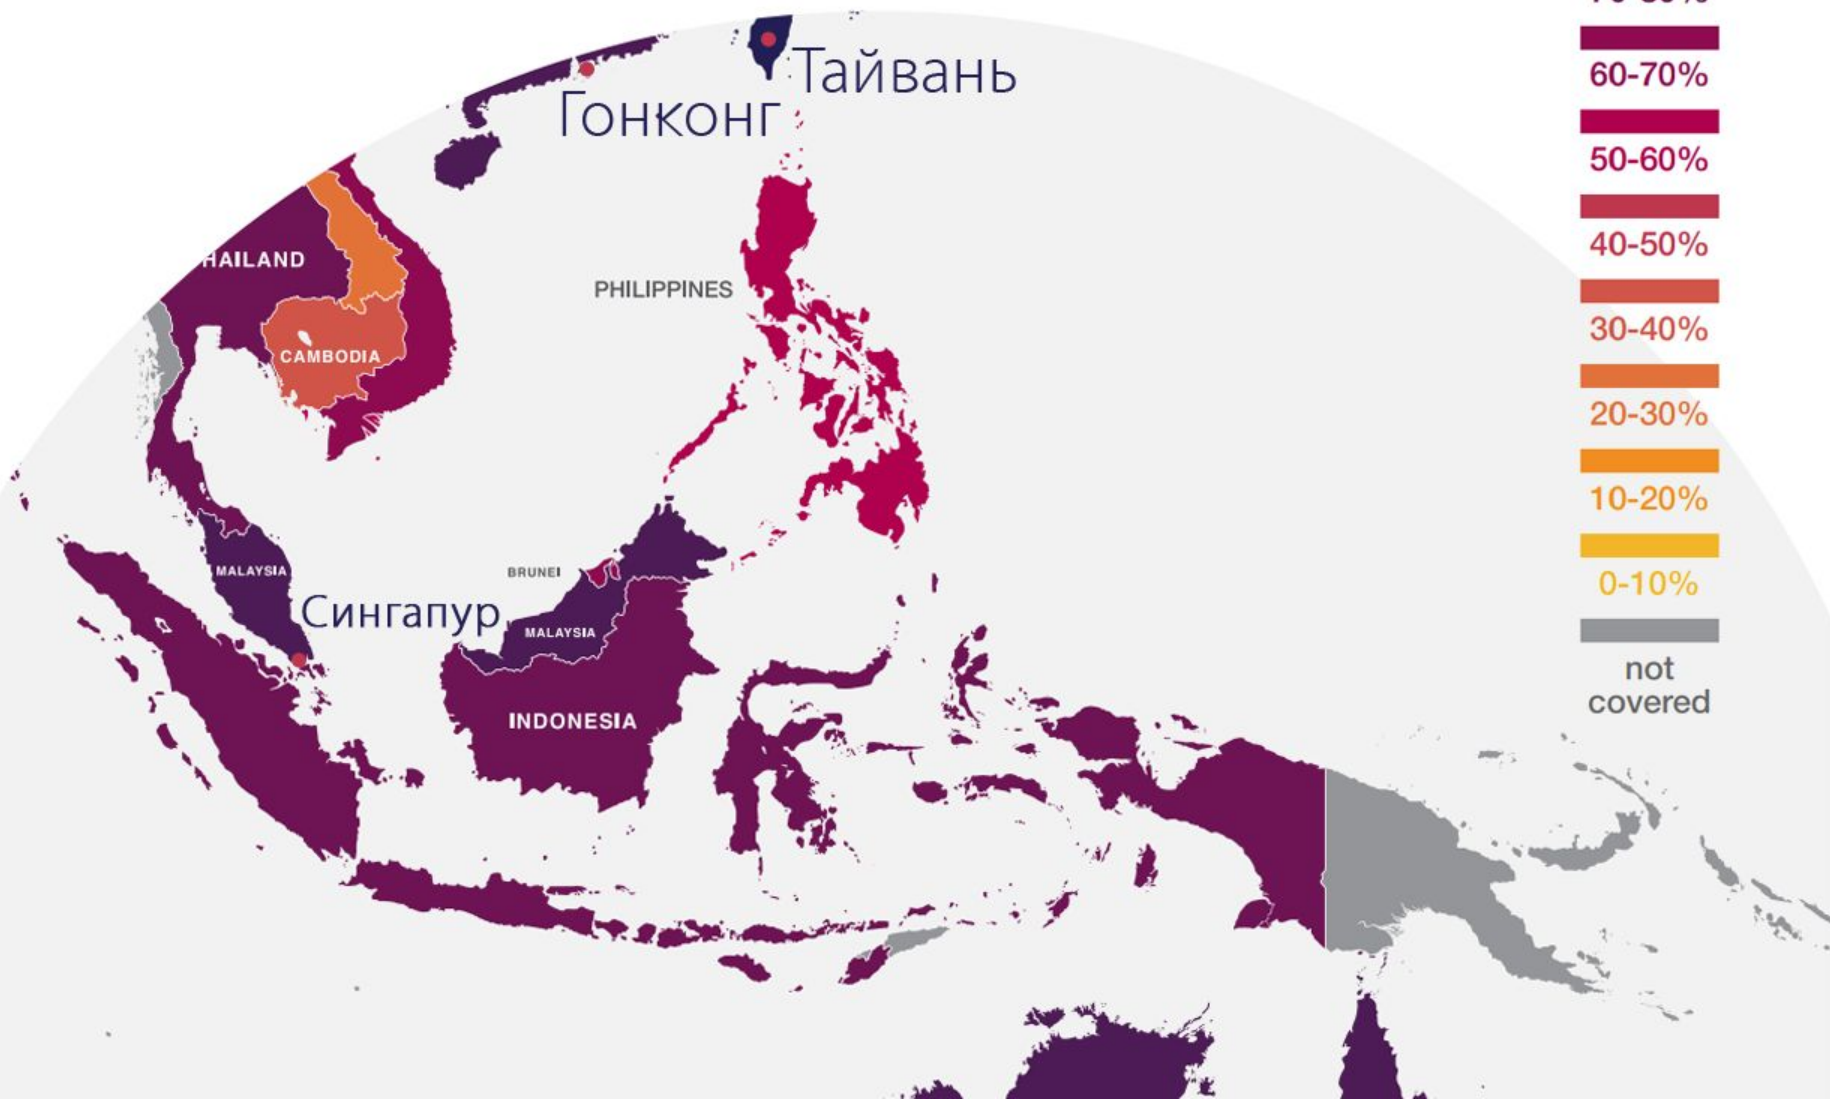 Тайвань
60-70%
Гонконг
50-60%
40-50%
HAILAND
PHILIPPINES
30-40%
CAMBODIA
20-30%
10-20%
MALAYSIA
BRUNEI
0-10%
Сингапур
MALAYSIA
not
covered
INDONESIA